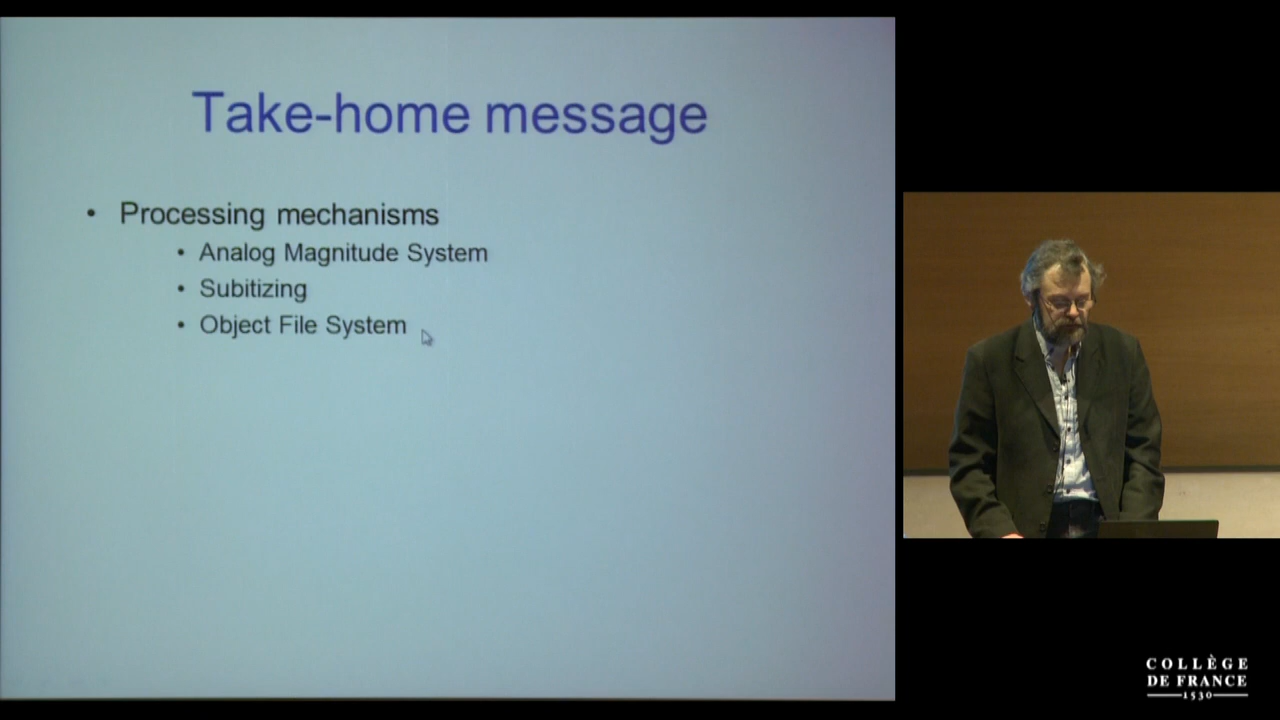 Take-home message
• Processing mechanisms
• Analog Magnitude System
• Subitizing
• Object File System
COLLÈGE
DE FRANCE
1530